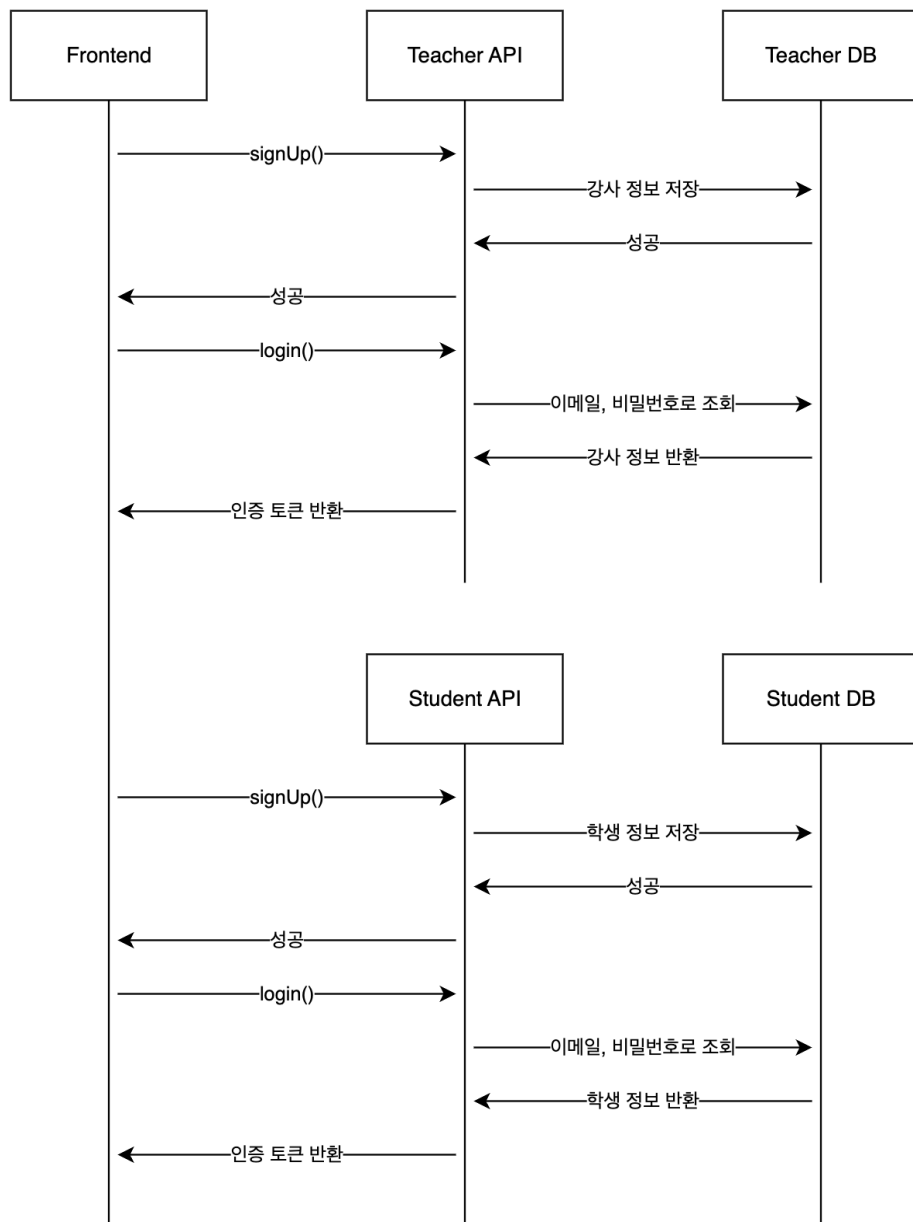 Frontend
Teacher API
Teacher DB
signUp()
강사 정보 저장
성공
성공
login()
이메일, 비밀번호로 조회
강사 정보 반환
인증 토큰 반환
Student API
Student DB
signUp()
학생 정보 저장
성공
성공
login()
이메일, 비밀번호로 조회
학생 정보 반환
인증 토큰 반환